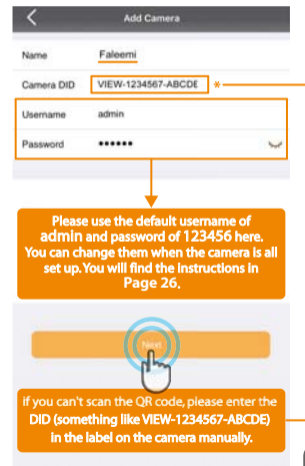 Add Camera
Name Faleemi
Camera DID VIEW-1234567-ABCDE *
Username admin
Password ••••••
Please use the default username of
admin and password of 123456 here.
You can change them when the camera is all
set up. You will find the instructions in
Page 26.
Next
if you can't scan the QR code, please enter the
DID (something like VIEW-1234567-ABCDE)
in the label on the camera manually.